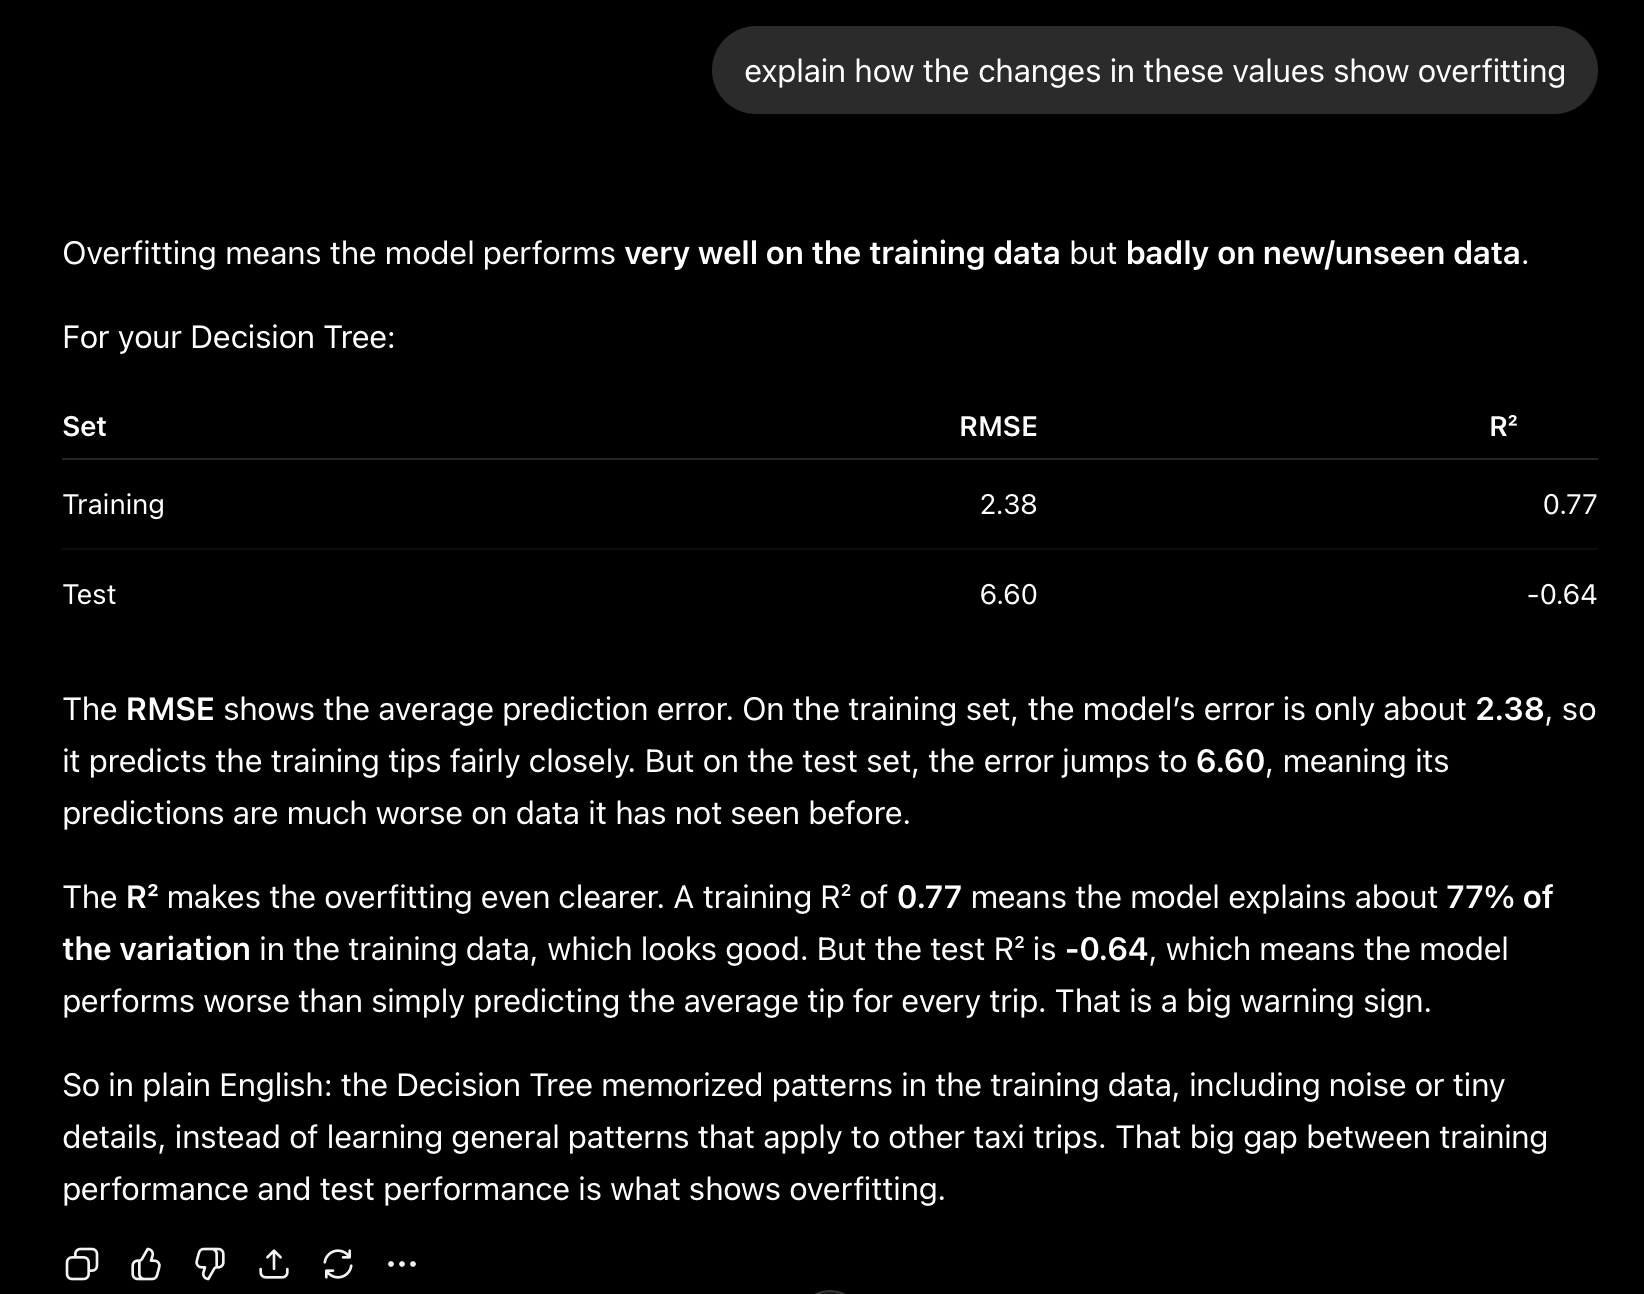 explain how the changes in these values show overfitting
Overfitting means the model performs very well on the training data but badly on new/unseen data.
For your Decision Tree:
Set RMSE R²
Training 2.38 0.77
Test 6.60 -0.64
The RMSE shows the average prediction error. On the training set, the model’s error is only about 2.38, so
it predicts the training tips fairly closely. But on the test set, the error jumps to 6.60, meaning its
predictions are much worse on data it has not seen before.
The R² makes the overfitting even clearer. A training R² of 0.77 means the model explains about 77% of
the variation in the training data, which looks good. But the test R² is -0.64, which means the model
performs worse than simply predicting the average tip for every trip. That is a big warning sign.
So in plain English: the Decision Tree memorized patterns in the training data, including noise or tiny
details, instead of learning general patterns that apply to other taxi trips. That big gap between training
performance and test performance is what shows overfitting.